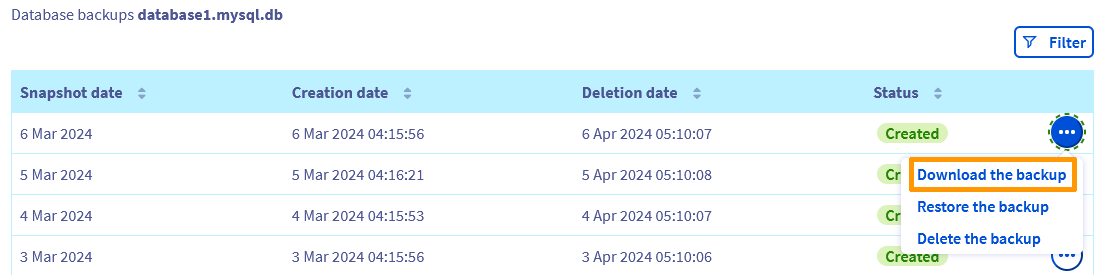 Database backups database1.mysql.db
Filter
Snapshot date Creation date Deletion date Status
6 Mar 2024 6 Mar 2024 04:15:56 6 Apr 2024 05:10:07 Created
5 Mar 2024 5 Mar 2024 04:16:21 5 Apr 2024 05:10:08
Download the backup
4 Mar 2024 4 Mar 2024 04:15:53 4 Apr 2024 05:10:07
Restore the backup
Delete the backup
3 Mar 2024 3 Mar 2024 04:15:56 3 Apr 2024 05:10:06 Created